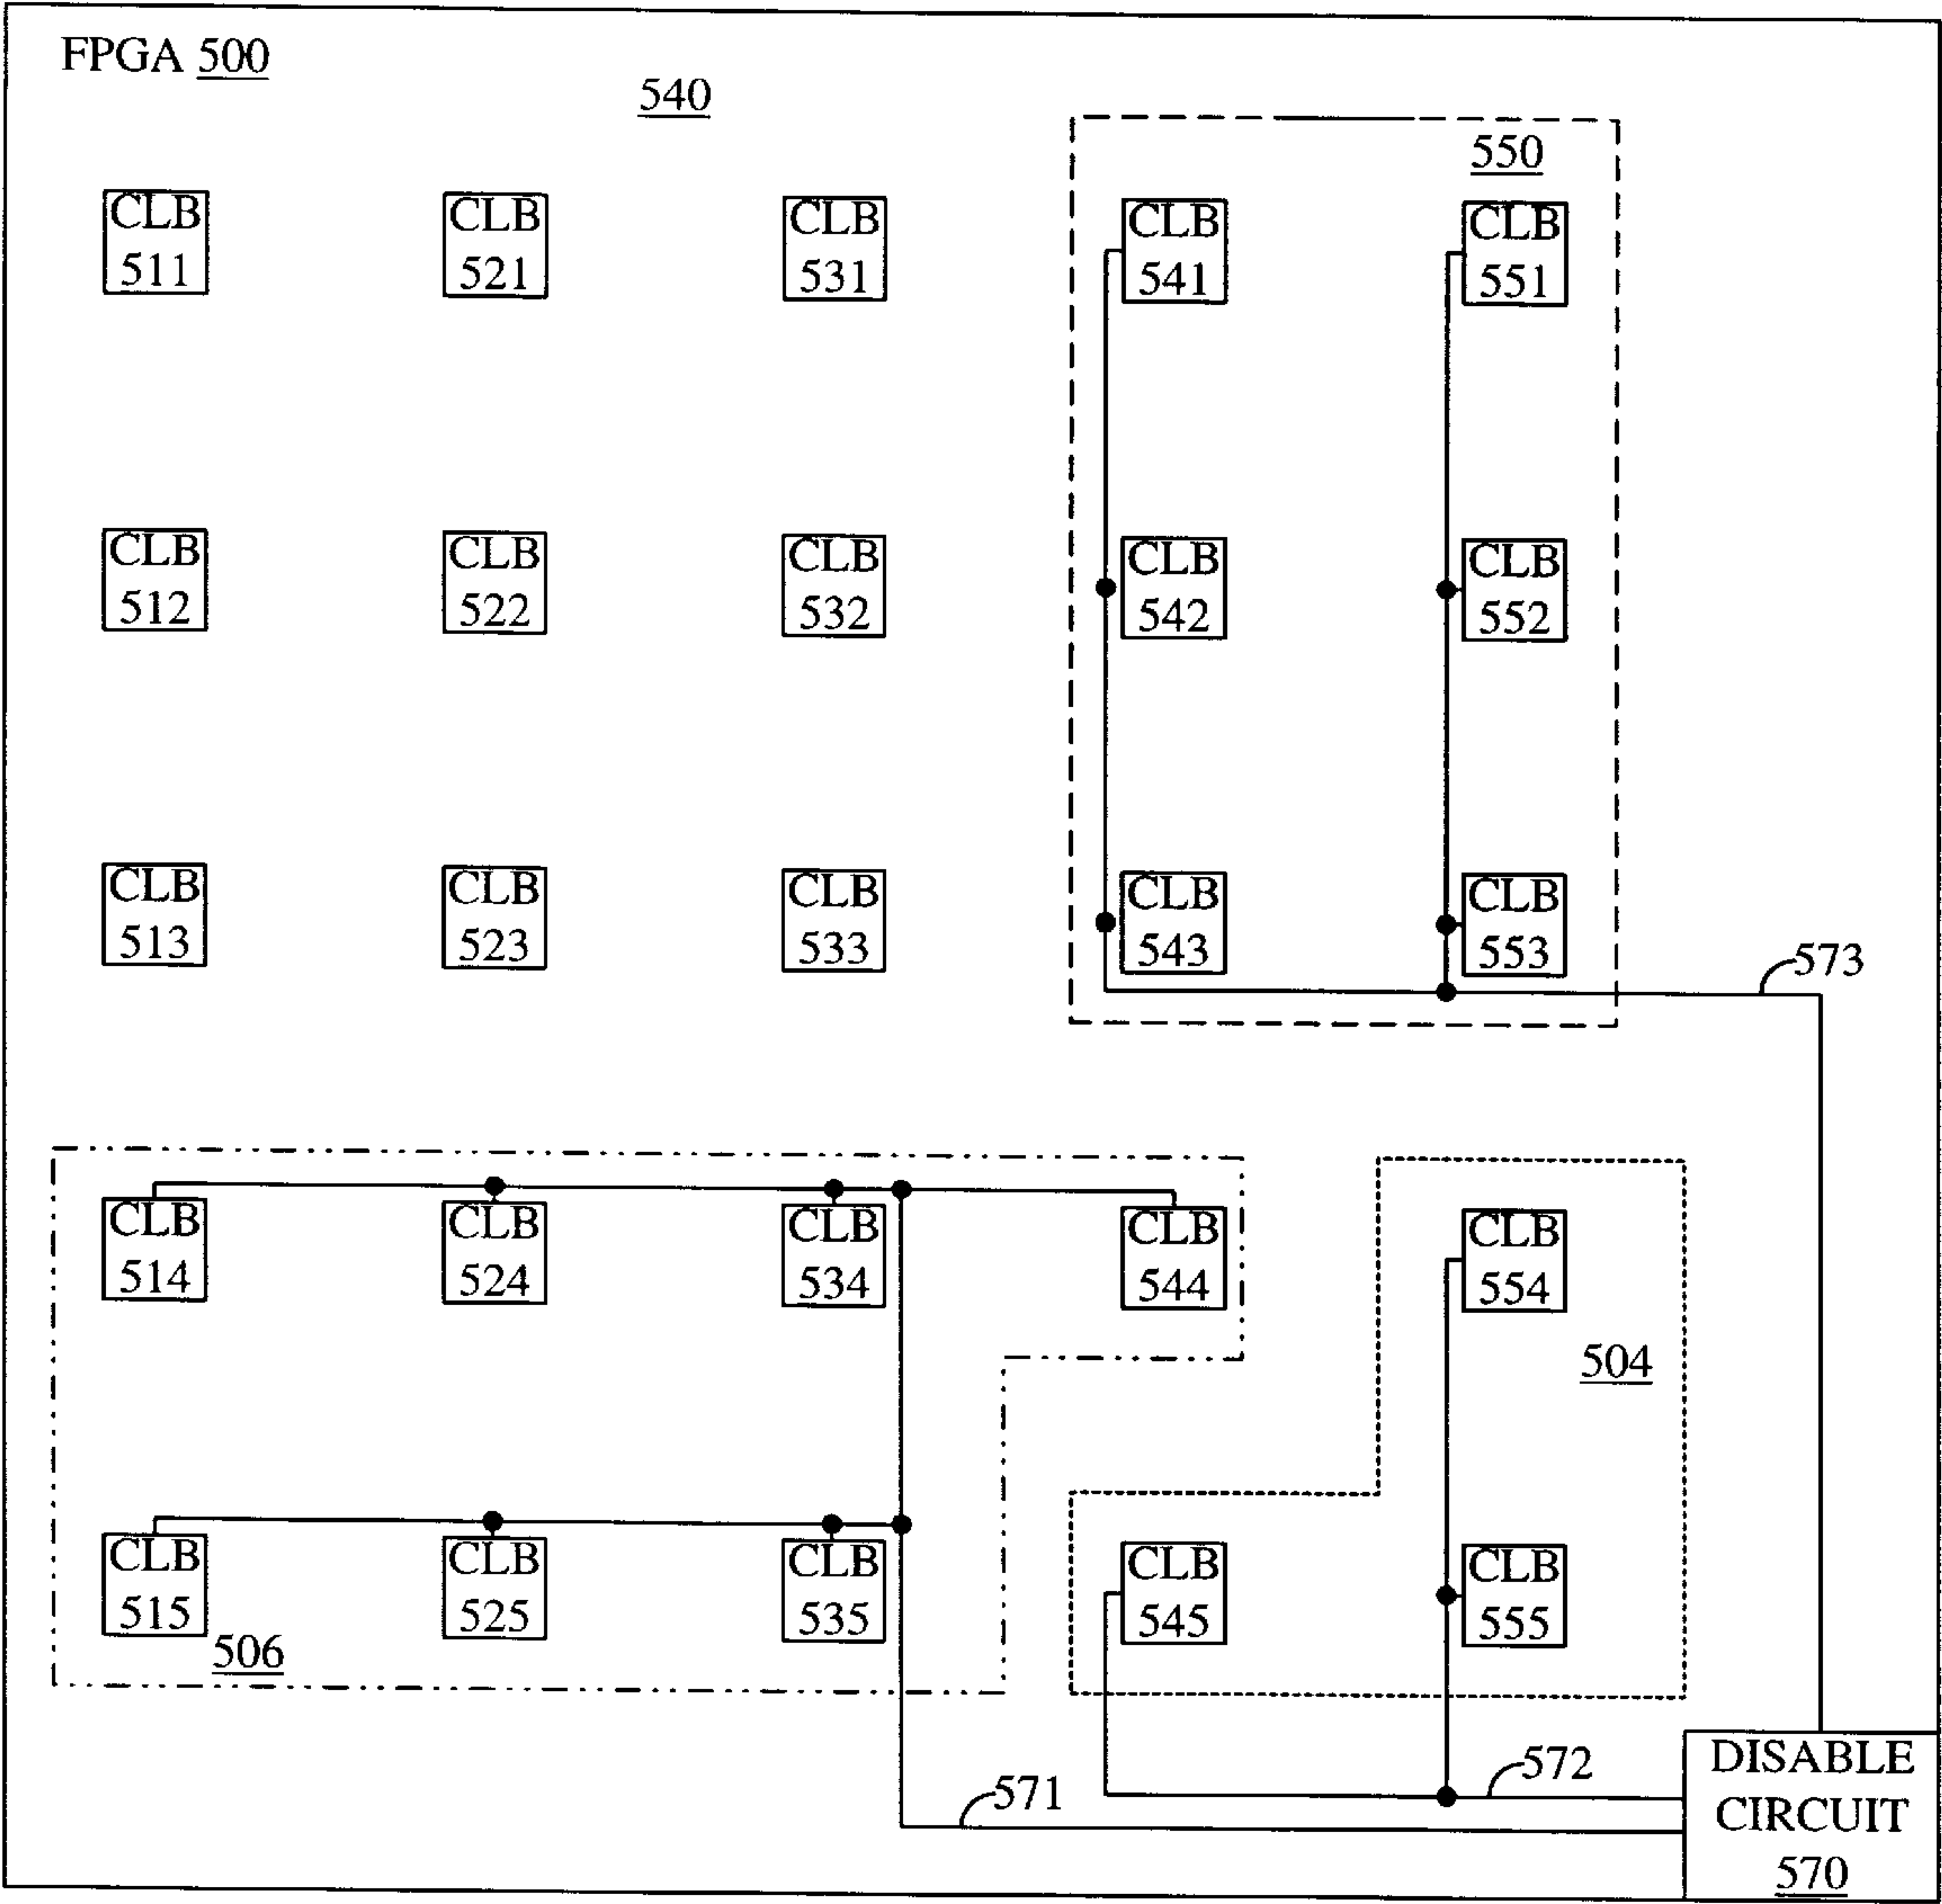 FPGA 500
540
550
CLB
511
CLB
521
CLB
531
CLB
541
CLB
551
CLB
512
CLB
522
CLB
532
CLB
542
CLB
552
CLB
513
CLB
523
CLB
533
CLB
543
CLB
553
573
CLB
514
CLB
524
CLB
534
CLB
544
CLB
554
504
CLB
515
CLB
525
CLB
535
CLB
545
CLB
555
506
571
572
DISABLE
CIRCUIT
570